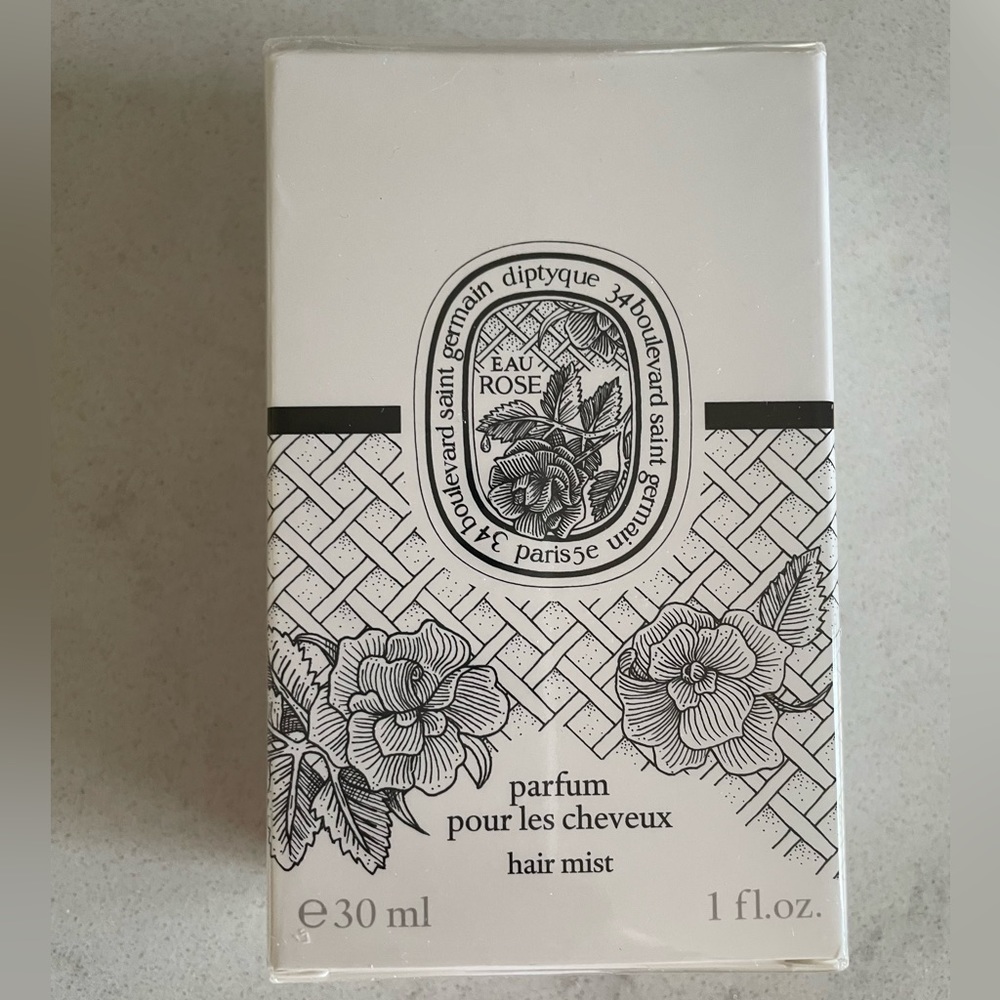 diptyque 34 boulevard saint germain paris 5e 34 boulevard saint germain
EAU
ROSE
parfum
pour les cheveux
hair mist
℮30 ml
1 fl.oz.